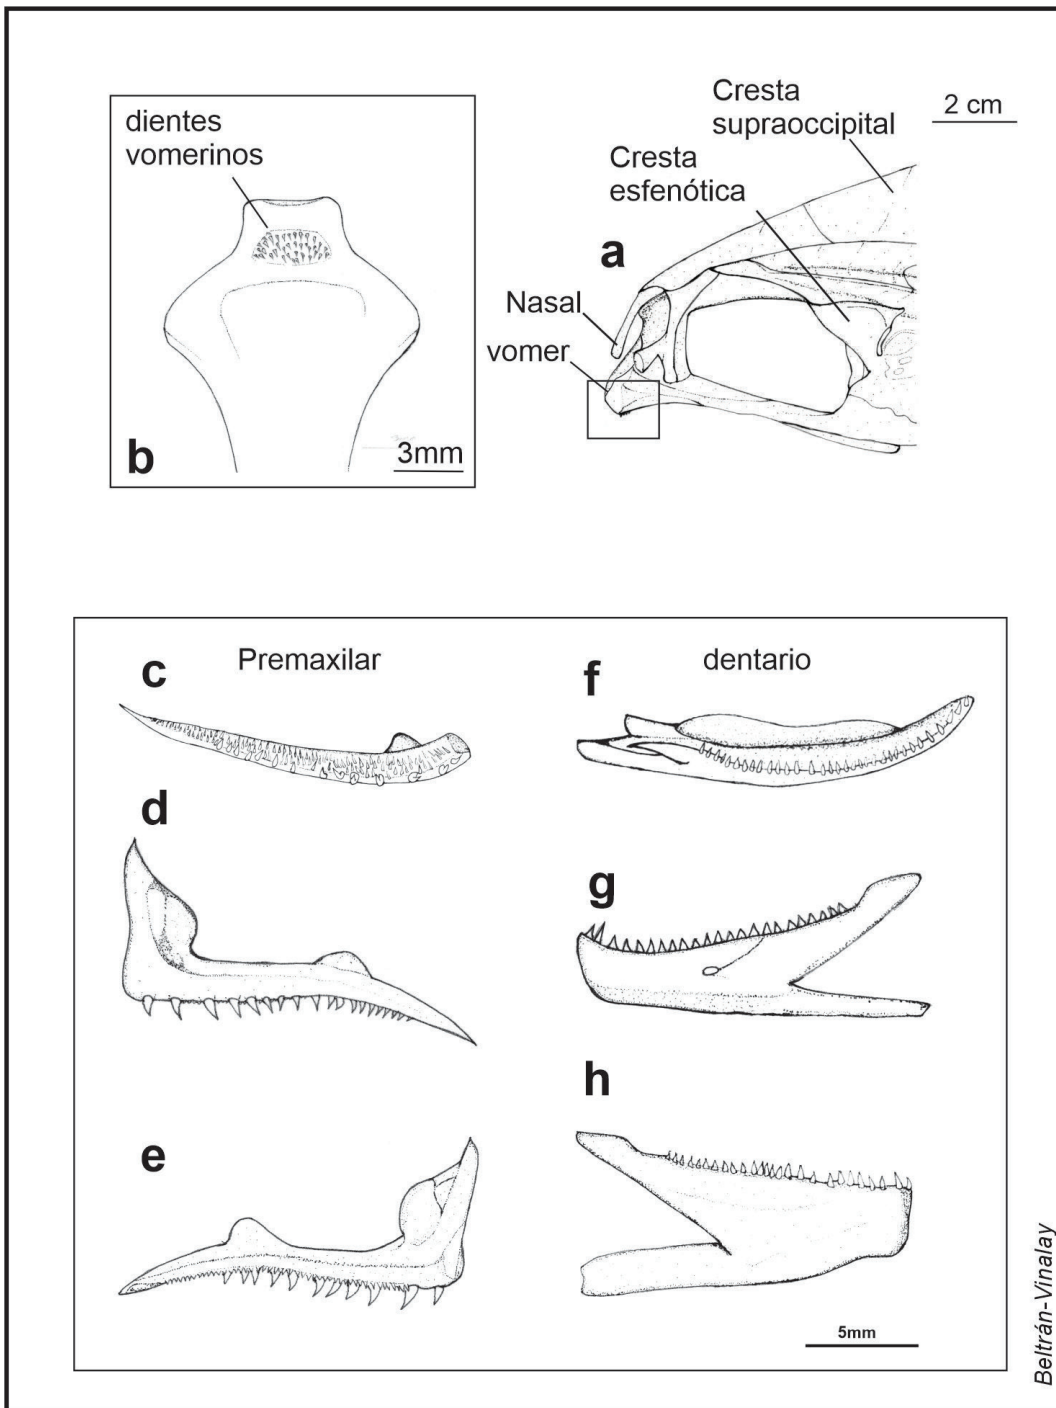 dientes
vomerinos
b
3mm
Cresta
supraoccipital
2 cm
Cresta
esfenótica
a
Nasal
vomer
Premaxilar
dentario
c
f
d
g
e
h
5mm
Beltrán-Vinalay